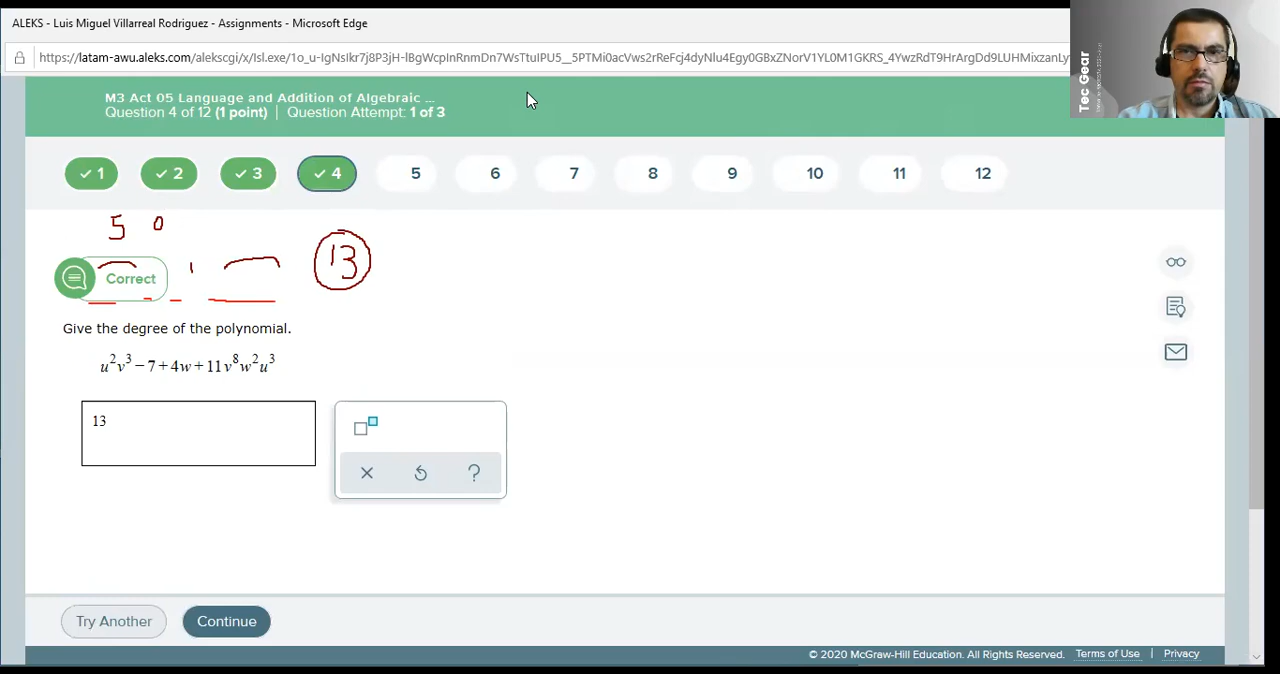 ALEKS - Luis Miguel Villarreal Rodriguez - Assignments - Microsoft Edge
Tec Gear
M3 Act 05 Language and Addition of Algebraic ...
Question 4 of 12 (1 point) | Question Attempt: 1 of 3
✓ 1 ✓ 2 ✓ 3 ✓ 4 5 6 7 8 9 10 11 12
5 0
1 13
Correct
Give the degree of the polynomial.
u²v³ − 7 + 4w + 11v⁸w²u³
13
?
Try Another Continue
© 2020 McGraw-Hill Education. All Rights Reserved. Terms of Use | Privacy